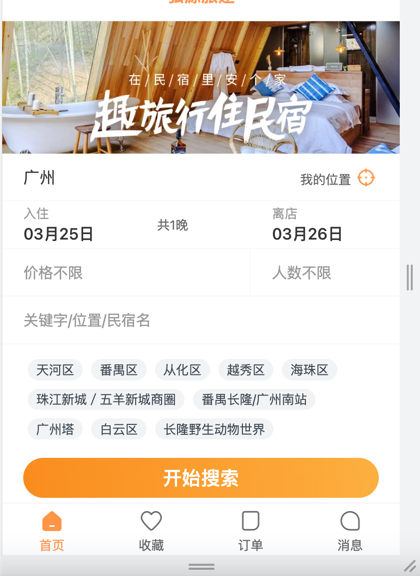 在/民/宿/里/安/个/家
趣旅行住民宿
广州
我的位置
入住
共1晚
离店
03月25日
03月26日
价格不限
人数不限
关键字/位置/民宿名
天河区
番禺区
从化区
越秀区
海珠区
珠江新城 / 五羊新城商圈
番禺长隆/广州南站
广州塔
白云区
长隆野生动物世界
开始搜索
首页
收藏
订单
消息